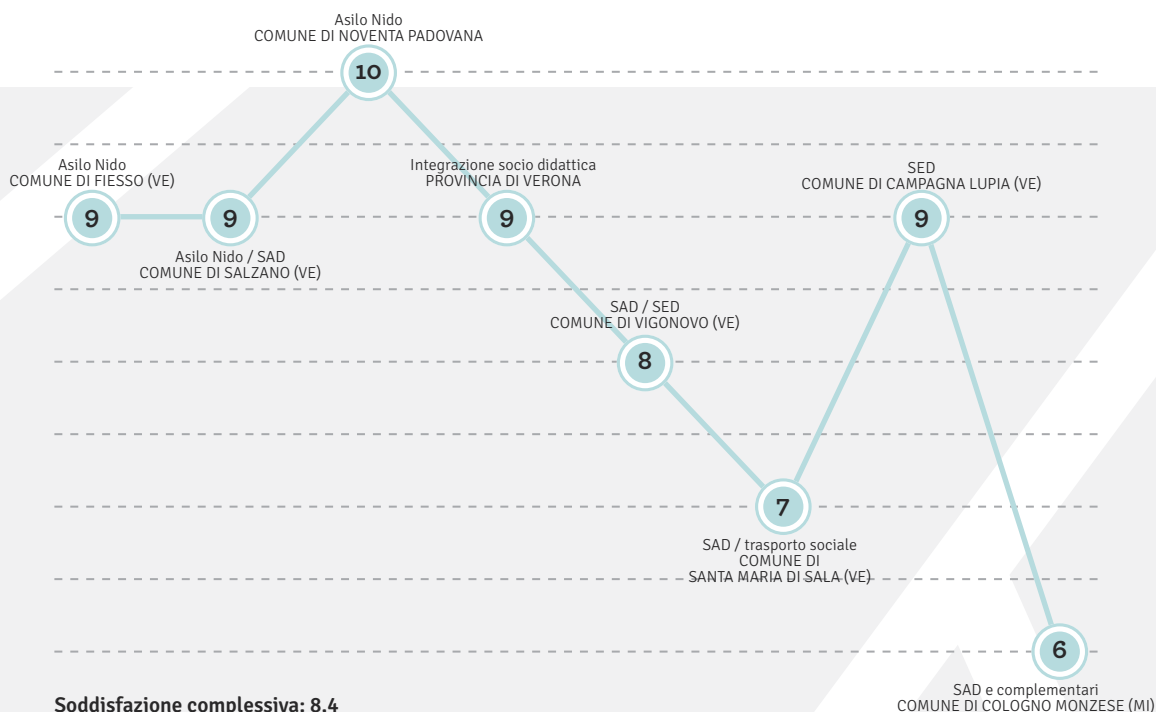 Asilo Nido
COMUNE DI NOVENTA PADOVANA
10
Asilo Nido
COMUNE DI FIESSO (VE)
9
9
Asilo Nido / SAD
COMUNE DI SALZANO (VE)
Integrazione socio didattica
PROVINCIA DI VERONA
9
SED
COMUNE DI CAMPAGNA LUPIA (VE)
9
SAD / SED
COMUNE DI VIGONOVO (VE)
8
7
SAD / trasporto sociale
COMUNE DI
SANTA MARIA DI SALA (VE)
6
SAD e complementari
COMUNE DI COLOGNO MONZESE (MI)
Soddisfazione complessiva: 8,4